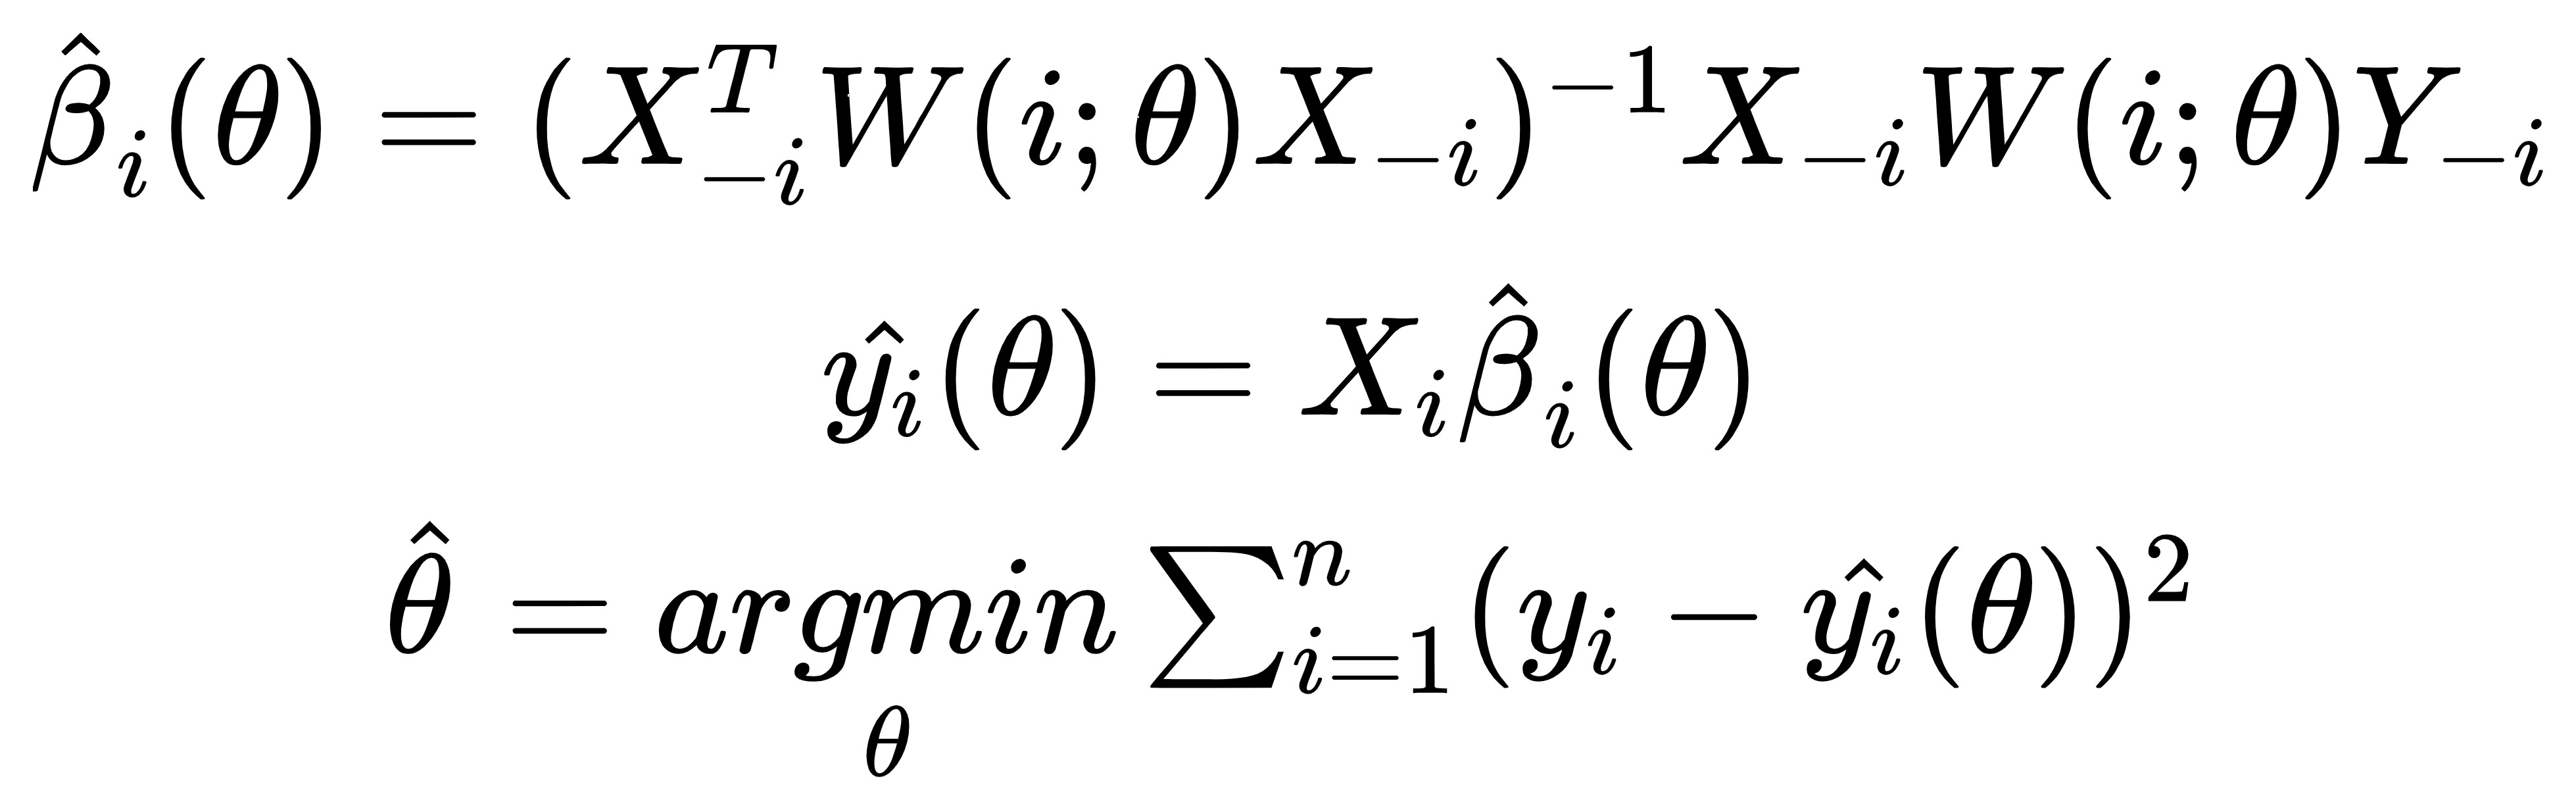 β̂_i(θ) = (X_{-i}^T W(i; θ)X_{-i})^{-1} X_{-i}W(i; θ)Y_{-i}
ŷ_i(θ) = X_i β̂_i(θ)
θ̂ = argmin_θ ∑_{i=1}^n (y_i − ŷ_i(θ))^2